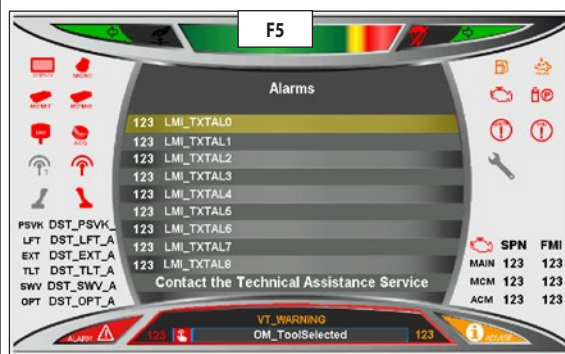 F5
Alarms
123 LMI_TXTAL0
123 LMI_TXTAL1
123 LMI_TXTAL2
123 LMI_TXTAL3
123 LMI_TXTAL4
123 LMI_TXTAL5
123 LMI_TXTAL6
123 LMI_TXTAL7
123 LMI_TXTAL8
Contact the Technical Assistance Service
PSVK DST_PSVK_
LFT DST_LFT_A
EXT DST_EXT_A
TLT DST_TLT_A
SWV DST_SWV_A
OPT DST_OPT_A
SPN FMI
MAIN 123 123
MCM 123 123
ACM 123 123
ALARM
VT_WARNING
123 OM_ToolSelected 123
ADVISE